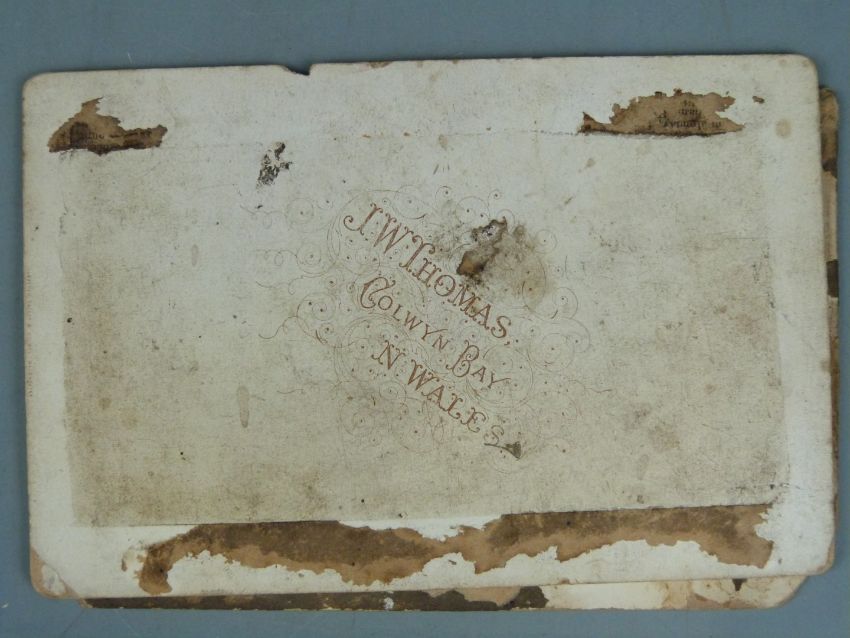 J. W. THOMAS,
COLWYN BAY
N. WALES